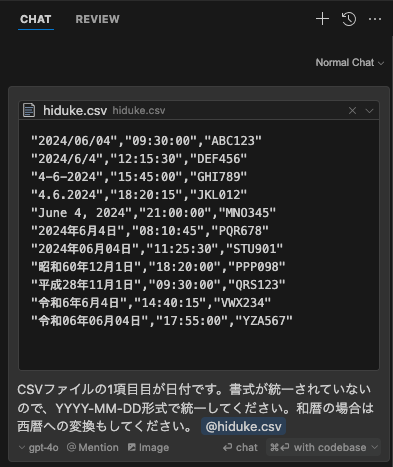 CHAT REVIEW
Normal Chat
hiduke.csv hiduke.csv
"2024/06/04","09:30:00","ABC123"
"2024/6/4","12:15:30","DEF456"
"4-6-2024","15:45:00","GHI789"
"4.6.2024","18:20:15","JKL012"
"June 4, 2024","21:00:00","MNO345"
"2024年6月4日","08:10:45","PQR678"
"2024年06月04日","11:25:30","STU901"
"昭和60年12月1日","18:20:00","PPP098"
"平成28年11月1日","09:30:00","QRS123"
"令和6年6月4日","14:40:15","VWX234"
"令和06年06月04日","17:55:00","YZA567"
CSVファイルの1項目目が日付です。書式が統一されていない
ので、YYYY-MM-DD形式で統一してください。和暦の場合は
西暦への変換もしてください。 @hiduke.csv
gpt-4o @ Mention Image chat with codebase